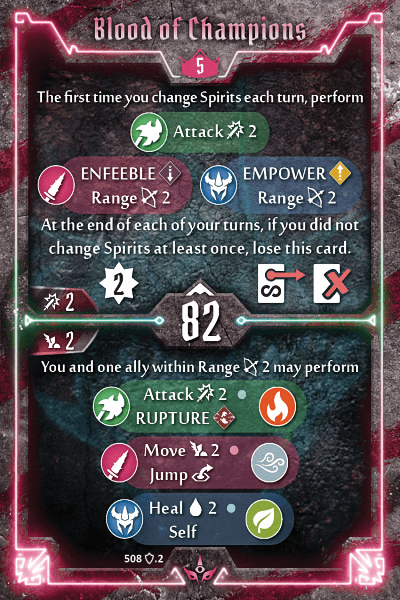 Blood of Champions
5
The first time you change Spirits each turn, perform
Attack 2
ENFEEBLE
Range 2
EMPOWER
Range 2
At the end of each of your turns, if you did not
change Spirits at least once, lose this card.
2
S
2
82
2
You and one ally within Range 2 may perform
Attack 2
RUPTURE
Move 2
Jump
Heal 2
Self
508 .2